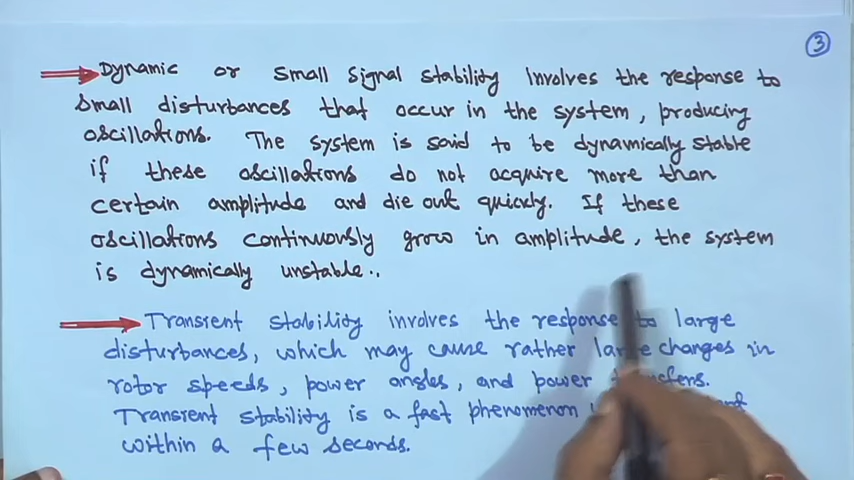 3
Dynamic or small signal stability involves the response to
small disturbances that occur in the system, producing
oscillations. The system is said to be dynamically stable
if these oscillations do not acquire more than
certain amplitude and die out quickly. If these
oscillations continuously grow in amplitude, the system
is dynamically unstable..
Transient stability involves the response to large
disturbances, which may cause rather large changes in
rotor speeds, power angles, and power transfers.
Transient stability is a fast phenomenon
within a few seconds.